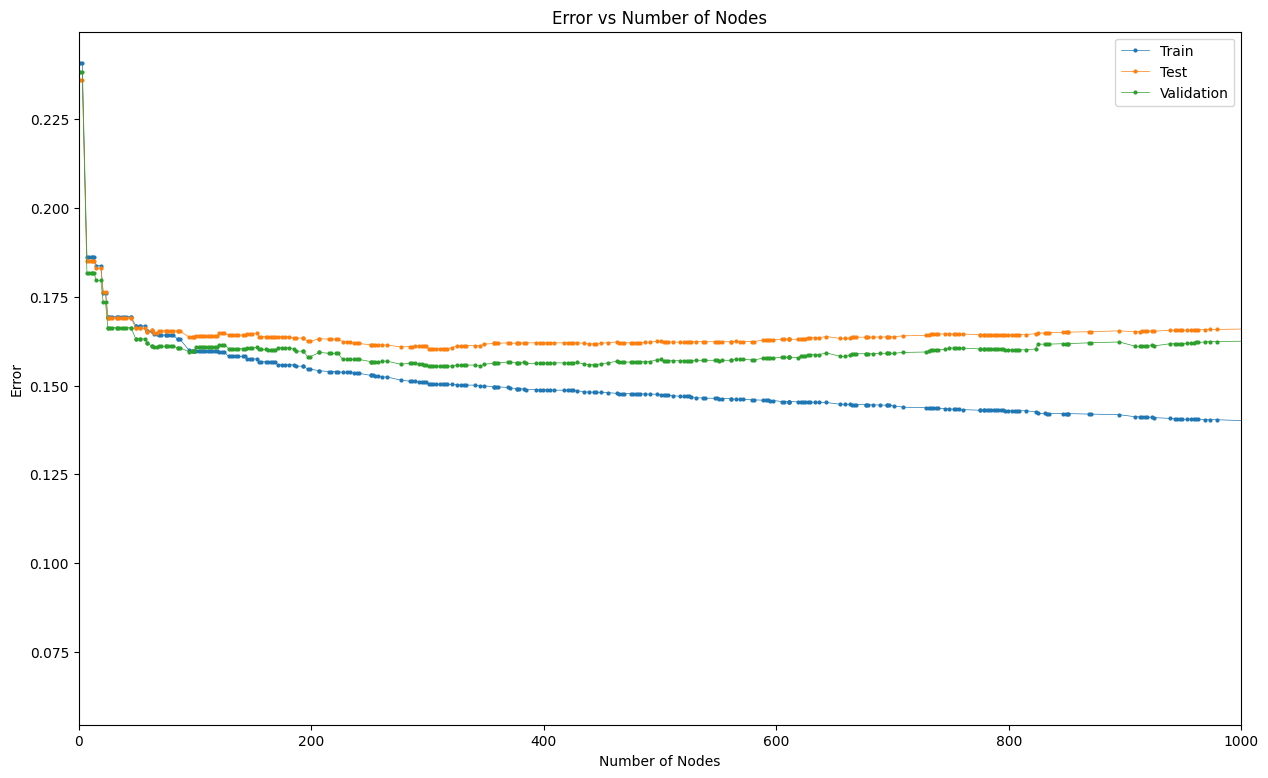 Error vs Number of Nodes
Train
Test
Validation
0.225
0.200
0.175
0.150
0.125
0.100
0.075
Error
0
200
400
600
800
1000
Number of Nodes